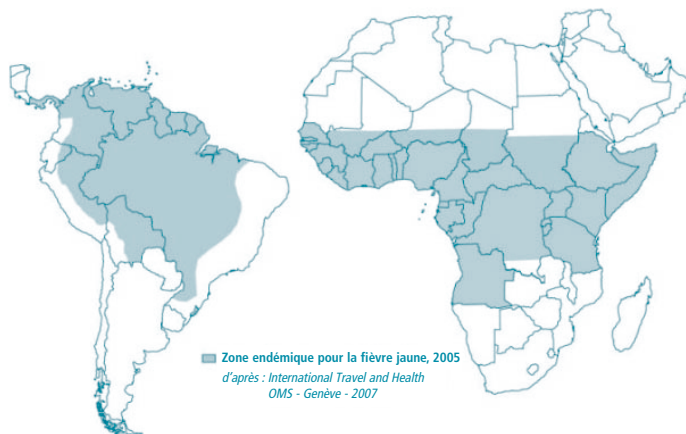 Zone endémique pour la fièvre jaune, 2005
d'après : International Travel and Health
OMS - Genève - 2007